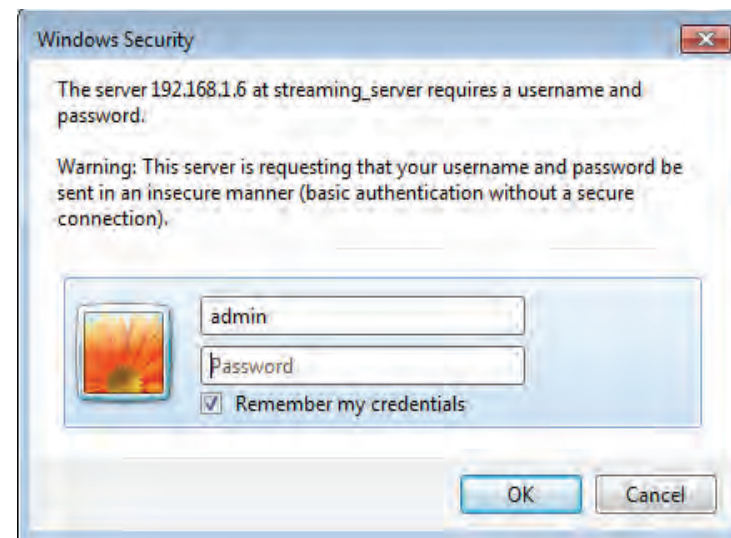 Windows Security
The server 192.168.1.6 at streaming_server requires a username and
password.
Warning: This server is requesting that your username and password be
sent in an insecure manner (basic authentication without a secure
connection).
admin
Password
Remember my credentials
OK
Cancel